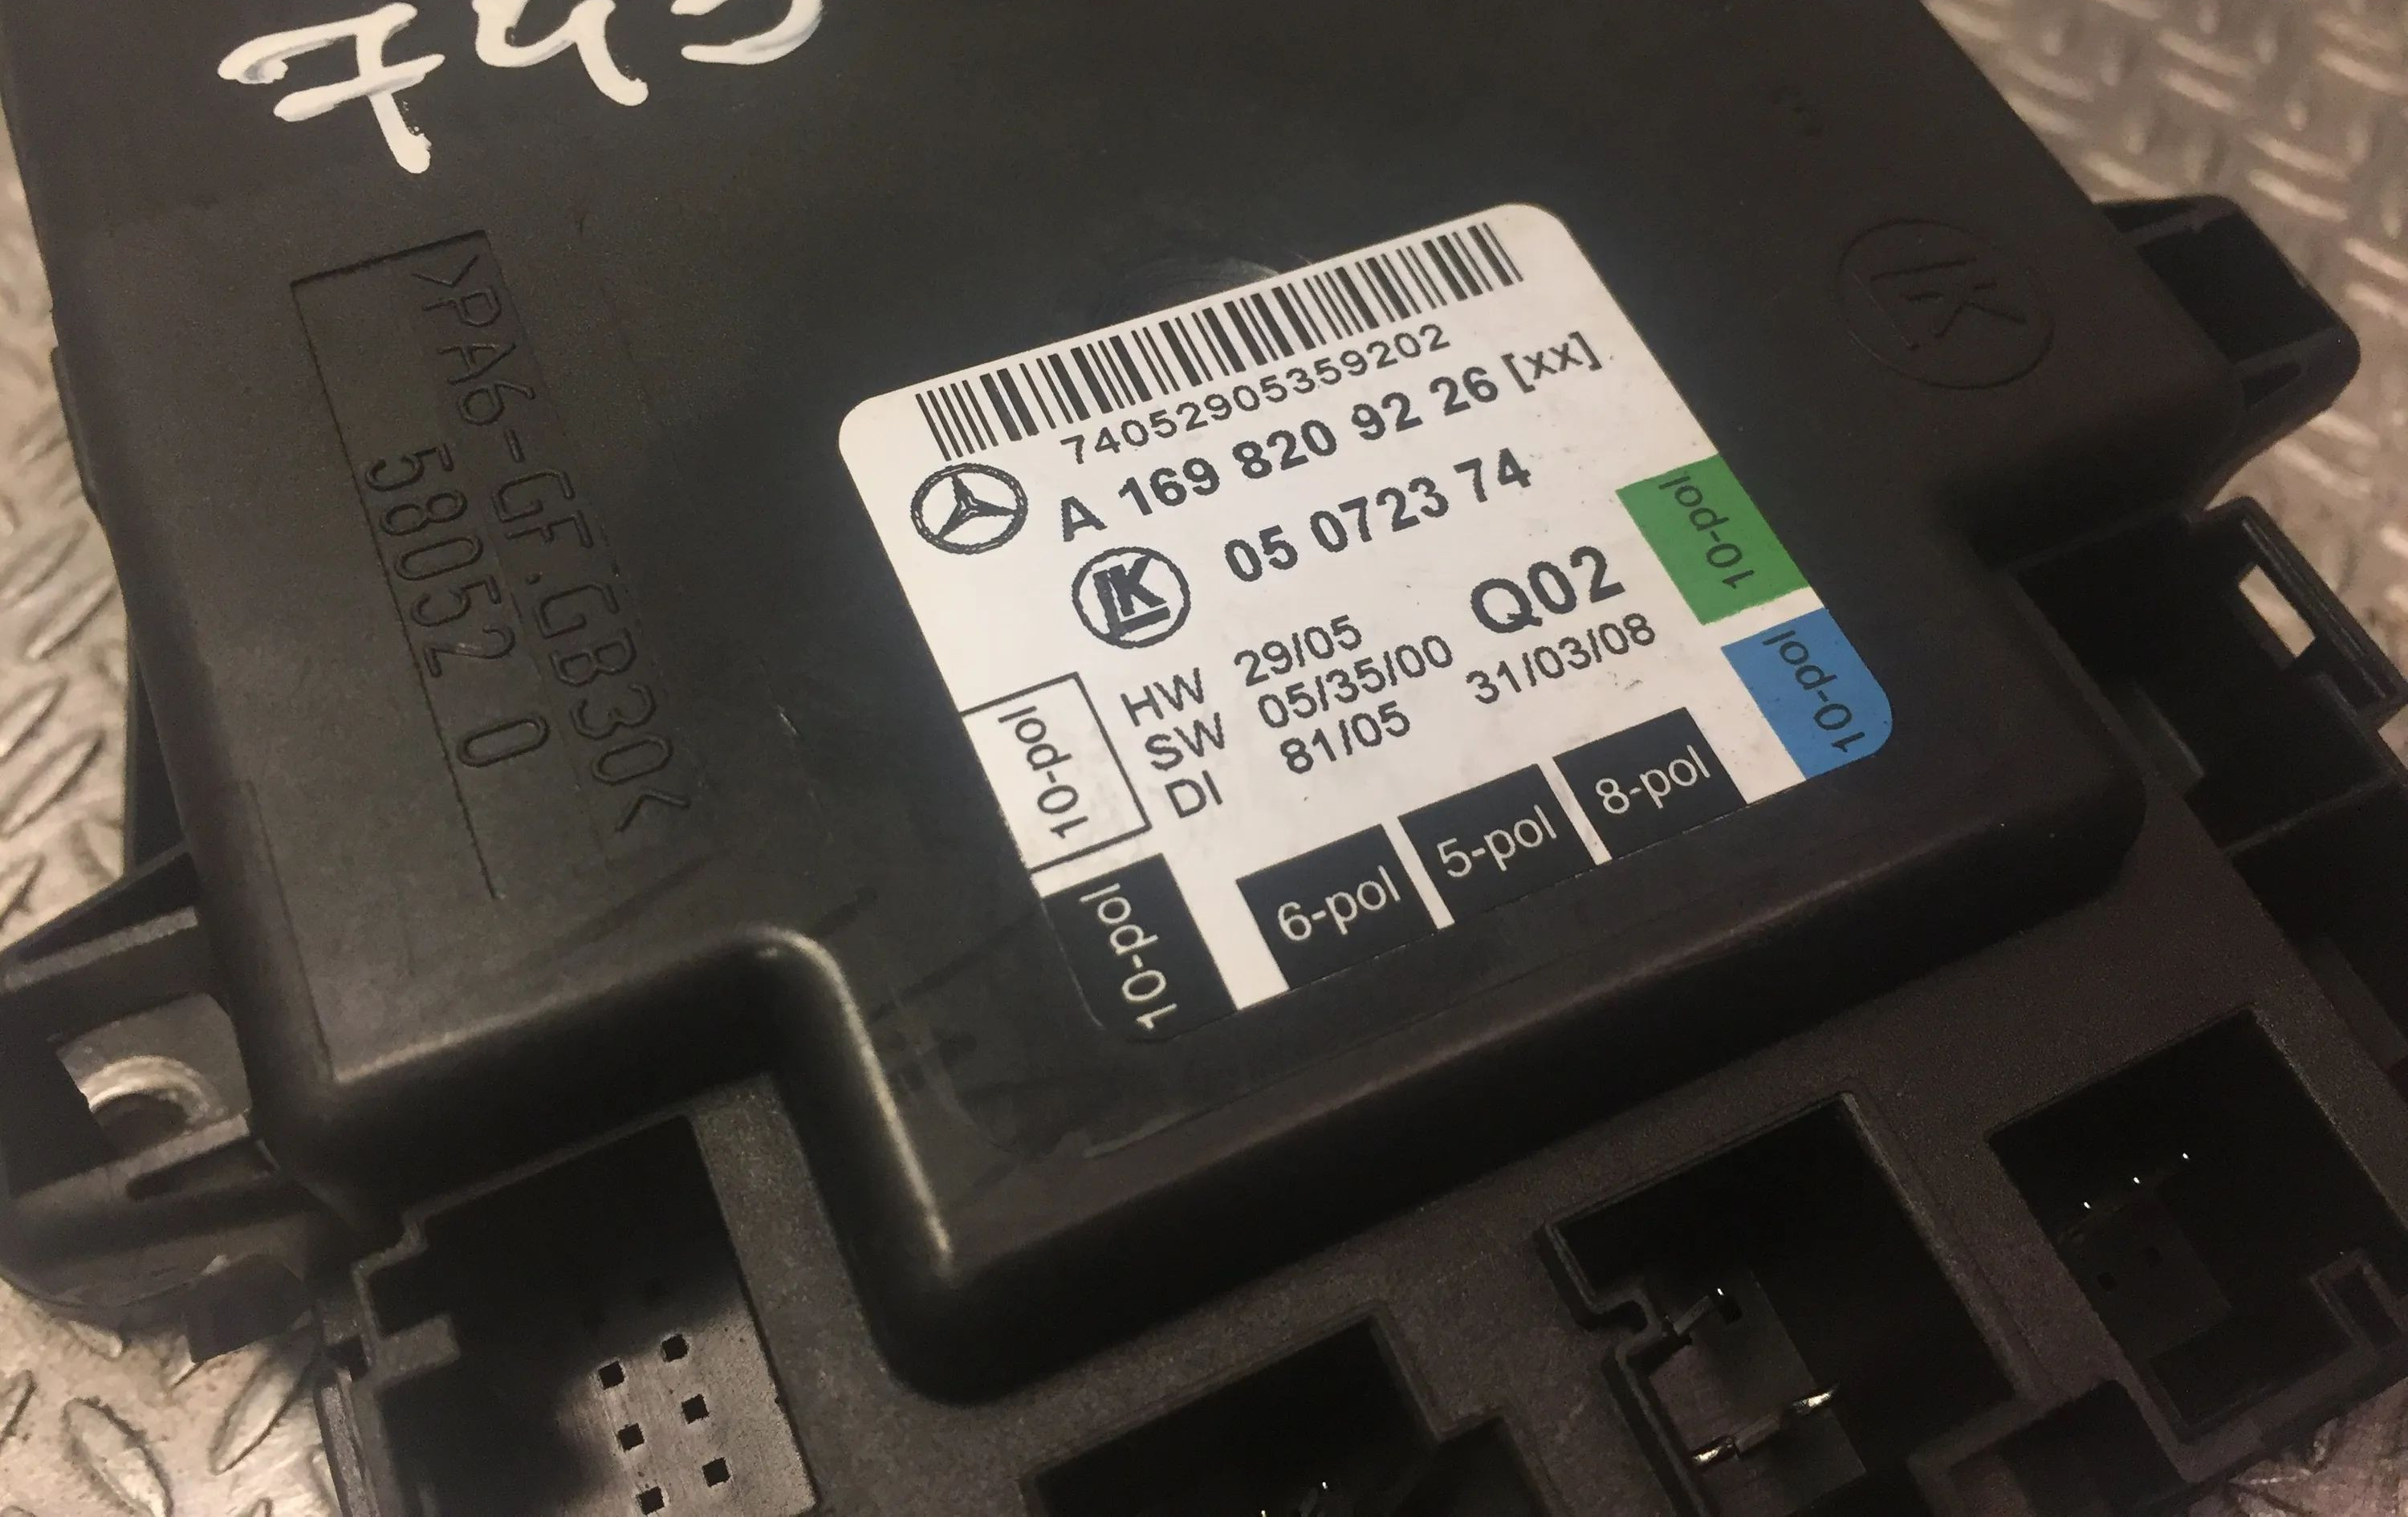 745
>PA6-GF.GB30<
58052 0
74052905359202
A 169 820 92 26 [xx]
LK 05 0723 74
Q02
HW 29/05
SW 05/35/00 31/03/08
DI 81/05
10-pol
10-pol
10-pol
10-pol
6-pol
5-pol
8-pol
LK